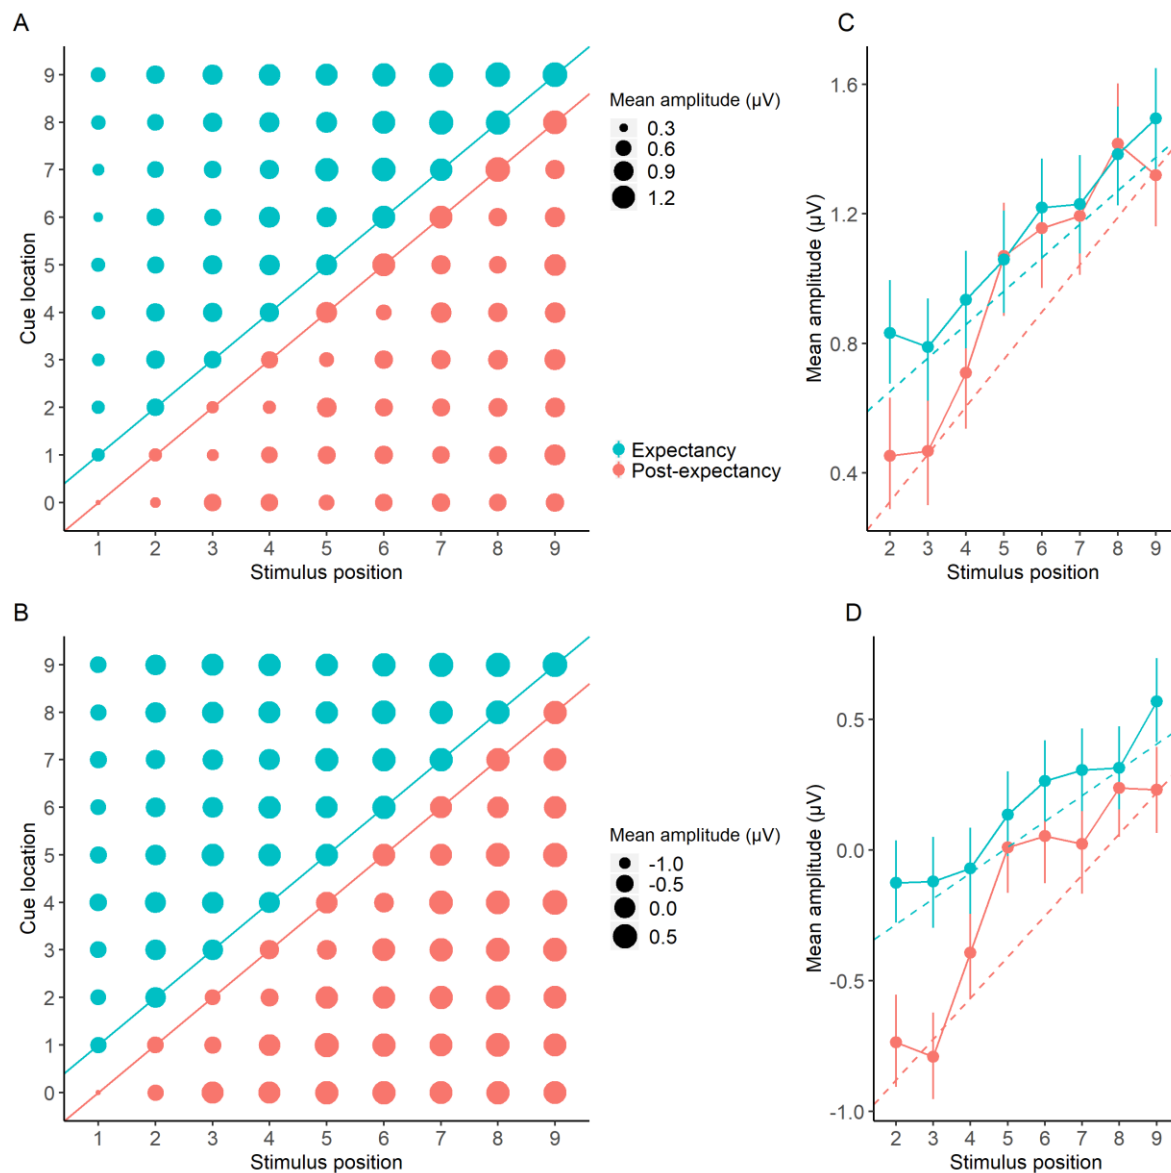 A
9
8
7
6
5
4
3
2
1
0
Cue location
1 2 3 4 5 6 7 8 9
Stimulus position
Mean amplitude (µV)
0.3
0.6
0.9
1.2
Expectancy
Post-expectancy
C
1.6
1.2
0.8
0.4
Mean amplitude (µV)
2 3 4 5 6 7 8 9
Stimulus position
B
9
8
7
6
5
4
3
2
1
0
Cue location
1 2 3 4 5 6 7 8 9
Stimulus position
Mean amplitude (µV)
-1.0
-0.5
0.0
0.5
D
0.5
0.0
-0.5
-1.0
Mean amplitude (µV)
2 3 4 5 6 7 8 9
Stimulus position